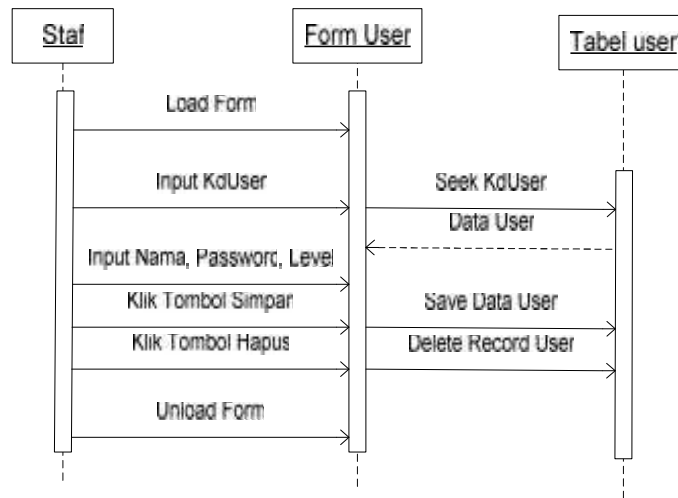 Staf
Form User
Tabel user
Load Form
Input KdUser
Seek KdUser
Data User
Input Nama, Password, Level
Klik Tombol Simpan
Save Data User
Klik Tombol Hapus
Delete Record User
Unload Form